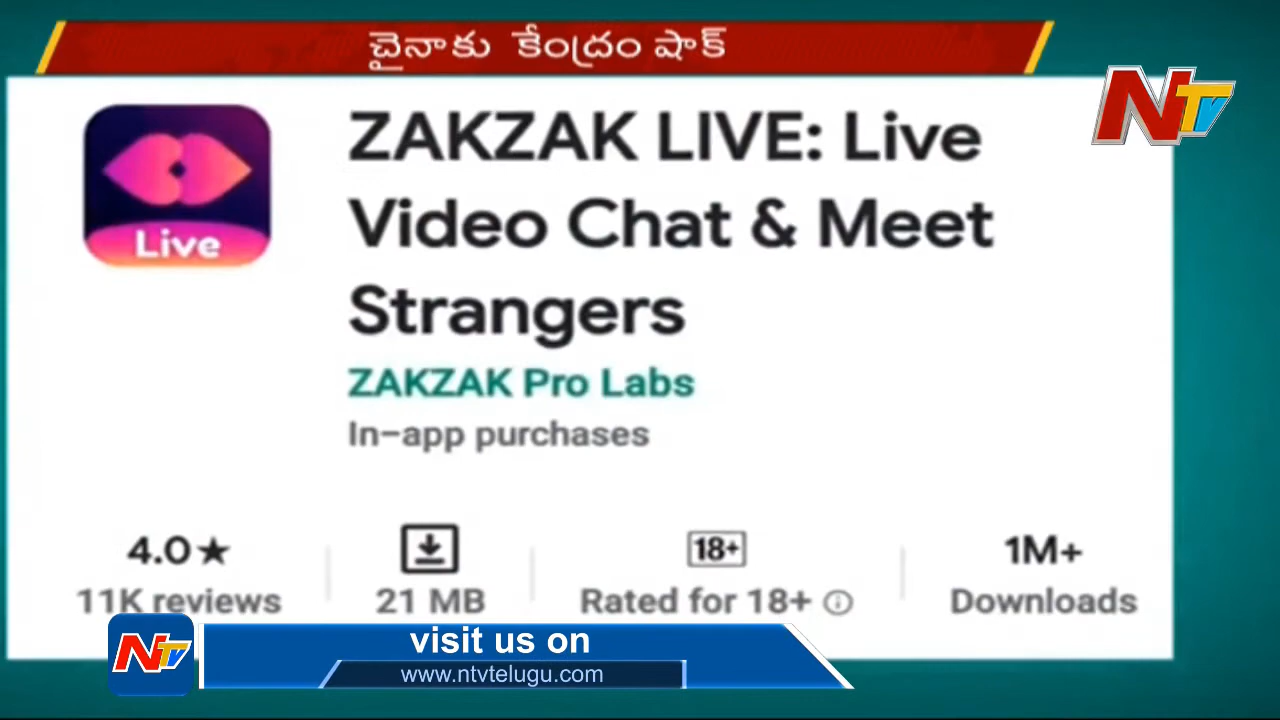 చైనాకు కేంద్రం షాక్
NTV
ZAKZAK LIVE: Live
Video Chat & Meet
Strangers
ZAKZAK Pro Labs
In-app purchases
Live
4.0★
11K reviews
21 MB
18+
Rated for 18+
1M+
Downloads
NTV
visit us on
www.ntvtelugu.com